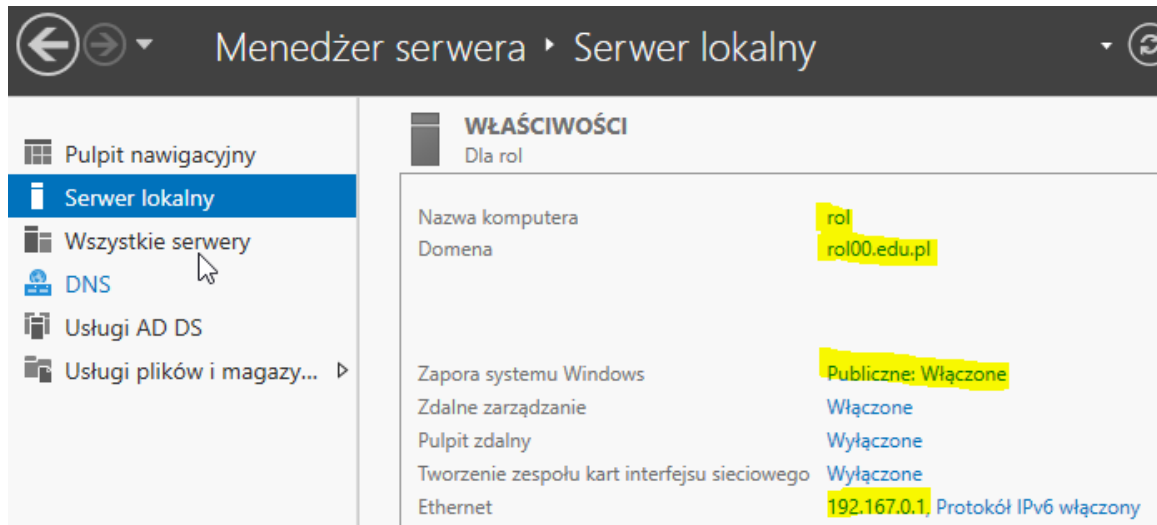 Menedżer serwera ‣ Serwer lokalny
Pulpit nawigacyjny
Serwer lokalny
Wszystkie serwery
DNS
Usługi AD DS
Usługi plików i magazy...
WŁAŚCIWOŚCI
Dla rol
Nazwa komputera rol
Domena rol00.edu.pl
Zapora systemu Windows Publiczne: Włączone
Zdalne zarządzanie Włączone
Pulpit zdalny Wyłączone
Tworzenie zespołu kart interfejsu sieciowego Wyłączone
Ethernet 192.167.0.1, Protokół IPv6 włączony